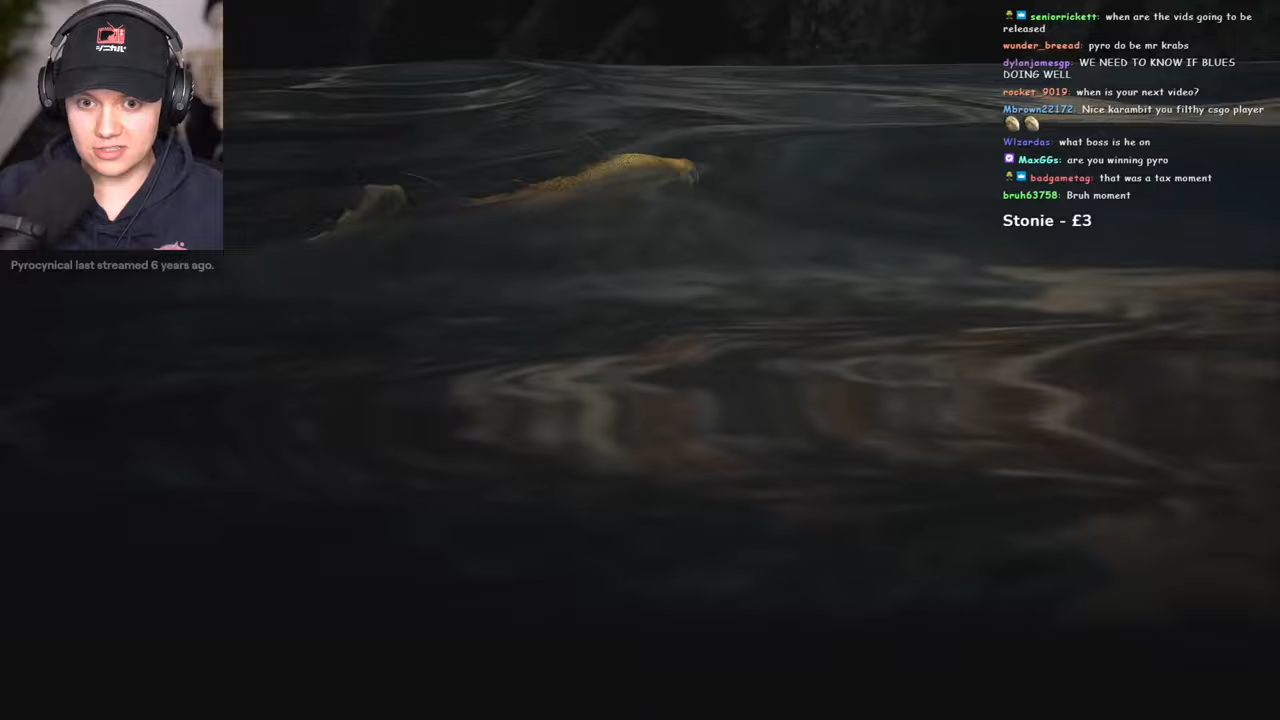 seniorrickett: when are the vids going to be
released
wunder_breead: pyro do be mr krabs
dylanjamesgp: WE NEED TO KNOW IF BLUES
DOING WELL
rocket_9019: when is your next video?
Mbrown22172: Nice karambit you filthy csgo player
Wlzardas: what boss is he on
MaxGGs: are you winning pyro
badgametag: that was a tax moment
bruh63758: Bruh moment
Stonie - £3
Pyrocynical last streamed 6 years ago.